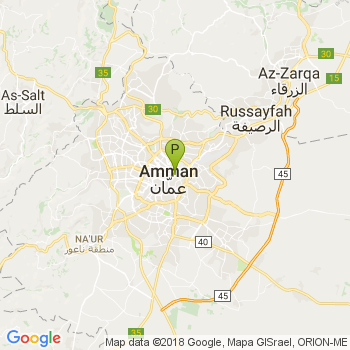 35
30
Az-Zarqa
الزرقاء
15
As-Salt
السلط
30
Russayfah
الرصيفة
P
Amman
عمان
45
NA'UR
منطقة ناعور
40
45
35
Google
Map data ©2018 Google, Mapa GISrael, ORION-ME